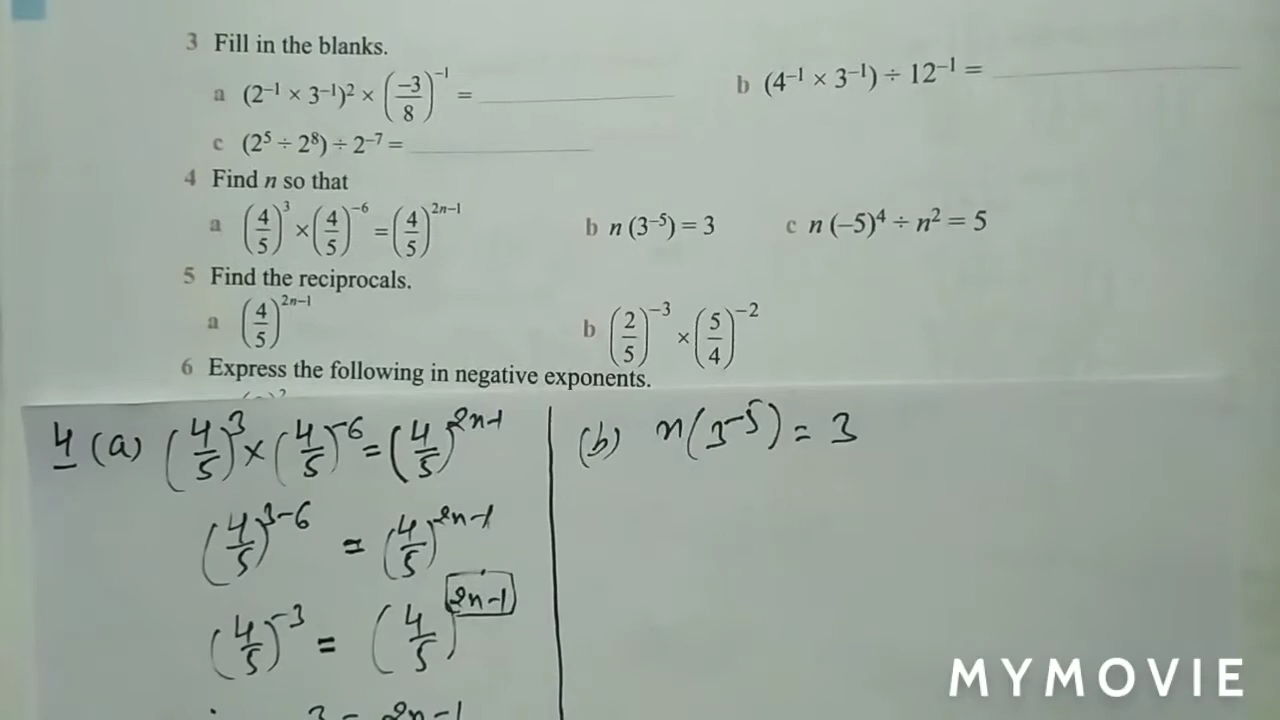 3 Fill in the blanks.
a (2⁻¹ × 3⁻¹)² × (−3/8)⁻¹ = ____________ b (4⁻¹ × 3⁻¹) ÷ 12⁻¹ = ____________
c (2⁵ ÷ 2⁸) ÷ 2⁻⁷ = ____________
4 Find n so that
a (4/5)³ × (4/5)⁻⁶ = (4/5)²ⁿ⁻¹ b n (3⁻⁵) = 3 c n (−5)⁴ ÷ n² = 5
5 Find the reciprocals.
a (4/5)²ⁿ⁻¹ b (2/5)⁻³ × (5/4)⁻²
6 Express the following in negative exponents.
4 (a) (4/5)³ × (4/5)⁻⁶ = (4/5)²ⁿ⁻¹
(4/5)³⁻⁶ = (4/5)²ⁿ⁻¹
(4/5)⁻³ = (4/5)²ⁿ⁻¹
3 = 2n−1
(b) n(3⁻⁵) = 3
MYMOVIE